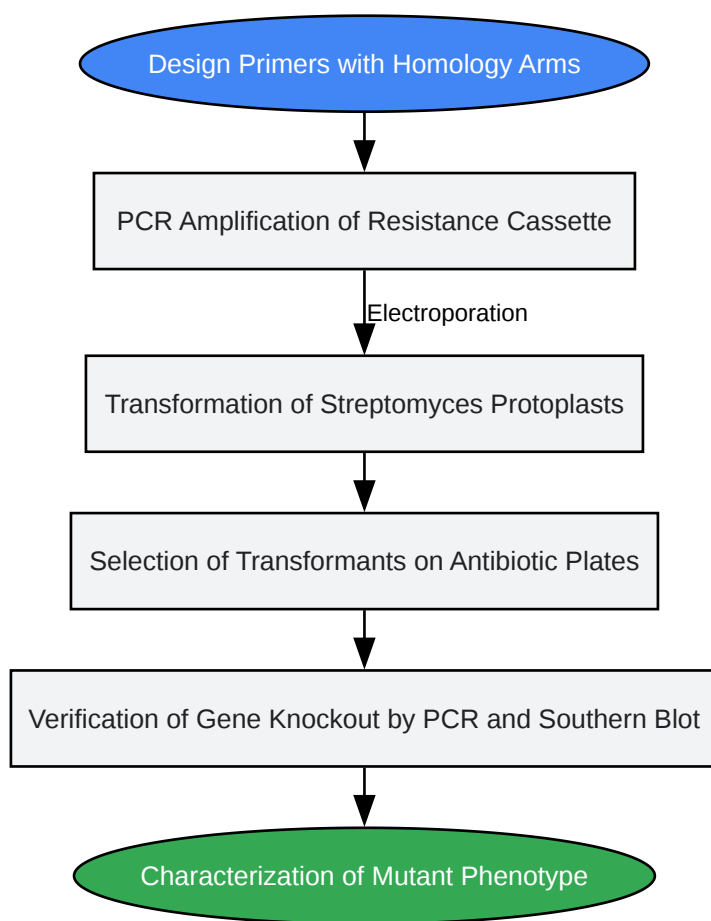 Design Primers with Homology Arms
PCR Amplification of Resistance Cassette
Electroporation
Transformation of Streptomyces Protoplasts
Selection of Transformants on Antibiotic Plates
Verification of Gene Knockout by PCR and Southern Blot
Characterization of Mutant Phenotype